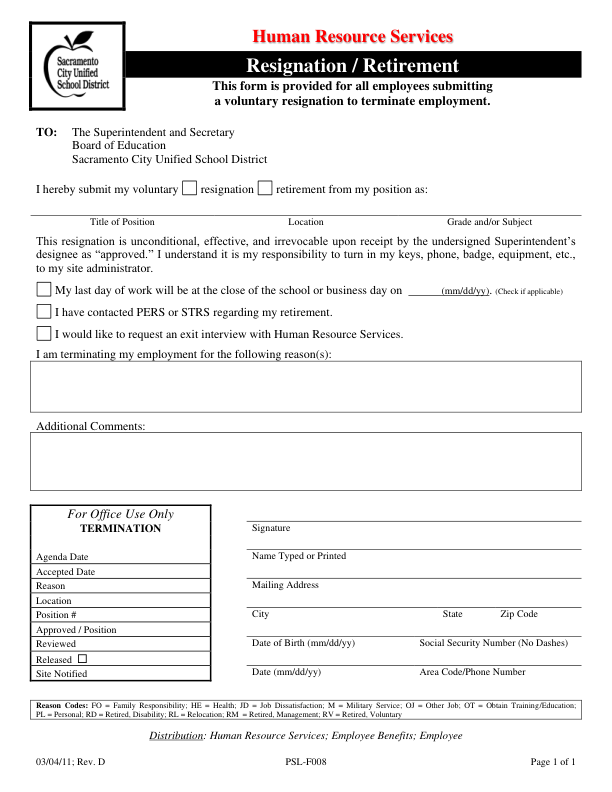 Sacramento
City Unified
School District
Human Resource Services
Resignation / Retirement
This form is provided for all employees submitting
a voluntary resignation to terminate employment.
TO: The Superintendent and Secretary
Board of Education
Sacramento City Unified School District
I hereby submit my voluntary resignation retirement from my position as:
Title of Position Location Grade and/or Subject
This resignation is unconditional, effective, and irrevocable upon receipt by the undersigned Superintendent's
designee as “approved.” I understand it is my responsibility to turn in my keys, phone, badge, equipment, etc.,
to my site administrator.
My last day of work will be at the close of the school or business day on ______(mm/dd/yy). (Check if applicable)
I have contacted PERS or STRS regarding my retirement.
I would like to request an exit interview with Human Resource Services.
I am terminating my employment for the following reason(s):
Additional Comments:
For Office Use Only
TERMINATION
Agenda Date
Accepted Date
Reason
Location
Position #
Approved / Position
Reviewed
Released
Site Notified
Signature
Name Typed or Printed
Mailing Address
City State Zip Code
Date of Birth (mm/dd/yy) Social Security Number (No Dashes)
Date (mm/dd/yy) Area Code/Phone Number
Reason Codes: FO = Family Responsibility; HE = Health; JD = Job Dissatisfaction; M = Military Service; OJ = Other Job; OT = Obtain Training/Education;
PL = Personal; RD = Retired, Disability; RL = Relocation; RM = Retired, Management; RV = Retired, Voluntary
Distribution: Human Resource Services; Employee Benefits; Employee
03/04/11; Rev. D PSL-F008 Page 1 of 1